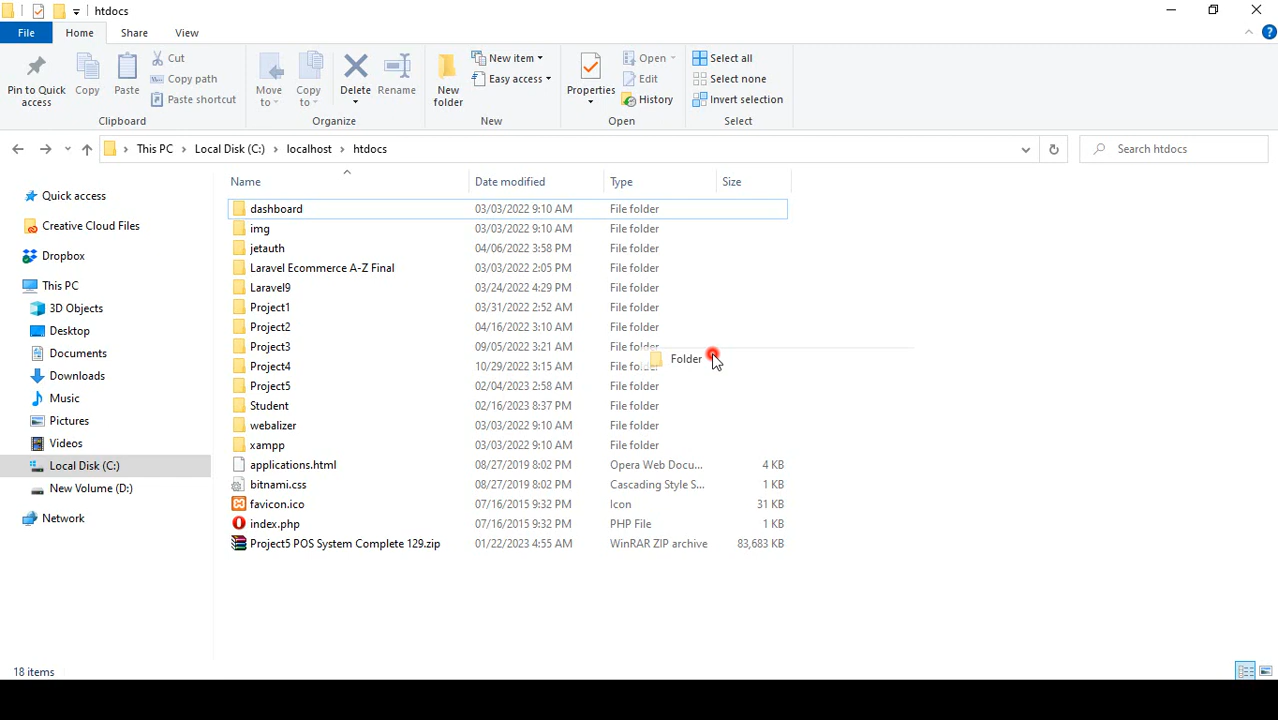 htdocs
File Home Share View
Pin to Quick access
Copy
Paste
Cut
Copy path
Paste shortcut
Clipboard
Move to
Copy to
Delete
Rename
Organize
New folder
New item
Easy access
New
Properties
Open
Edit
History
Open
Select all
Select none
Invert selection
Select
This PC > Local Disk (C:) > localhost > htdocs
Search htdocs
Quick access
Creative Cloud Files
Dropbox
This PC
3D Objects
Desktop
Documents
Downloads
Music
Pictures
Videos
Local Disk (C:)
New Volume (D:)
Network
Name Date modified Type Size
dashboard 03/03/2022 9:10 AM File folder
img 03/03/2022 9:10 AM File folder
jetauth 04/06/2022 3:58 PM File folder
Laravel Ecommerce A-Z Final 03/03/2022 2:05 PM File folder
Laravel9 03/24/2022 4:29 PM File folder
Project1 03/31/2022 2:52 AM File folder
Project2 04/16/2022 3:10 AM File folder
Project3 09/05/2022 3:21 AM File folder
Folder
Project4 10/29/2022 3:15 AM File folder
Project5 02/04/2023 2:58 AM File folder
Student 02/16/2023 8:37 PM File folder
webalizer 03/03/2022 9:10 AM File folder
xampp 03/03/2022 9:10 AM File folder
applications.html 08/27/2019 8:02 PM Opera Web Docu... 4 KB
bitnami.css 08/27/2019 8:02 PM Cascading Style S... 1 KB
favicon.ico 07/16/2015 9:32 PM Icon 31 KB
index.php 07/16/2015 9:32 PM PHP File 1 KB
Project5 POS System Complete 129.zip 01/22/2023 4:55 AM WinRAR ZIP archive 83,683 KB
18 items